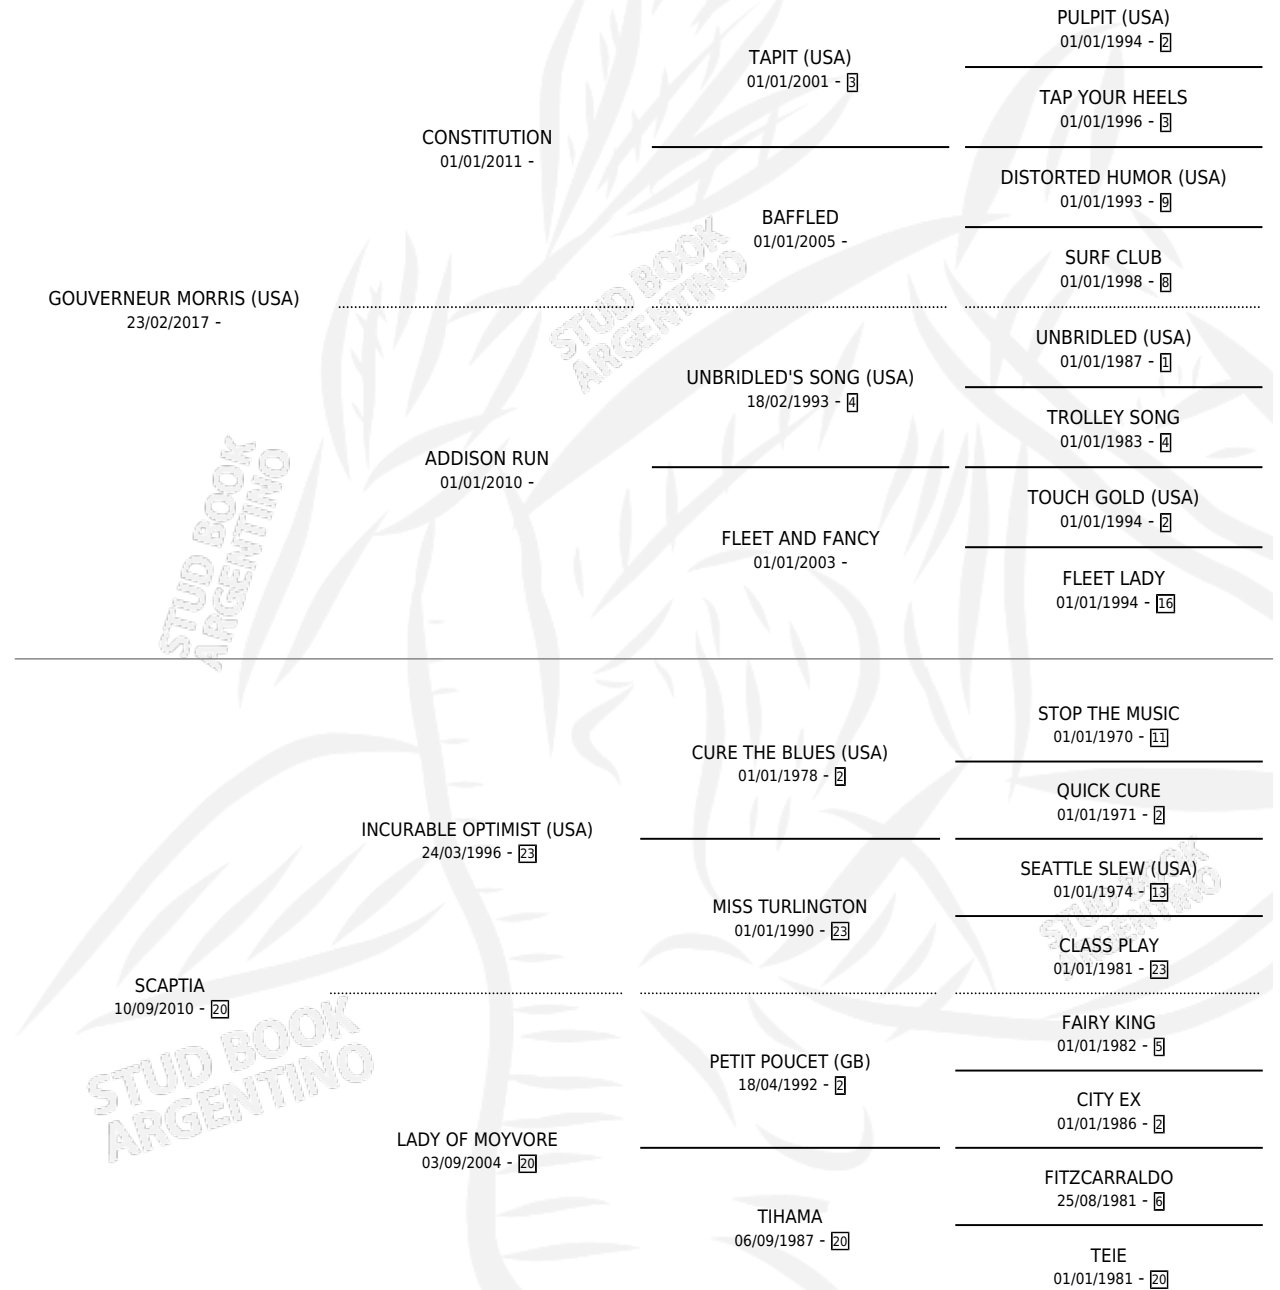 PULPIT (USA)
01/01/1994 - 2
TAPIT (USA)
01/01/2001 - 3
TAP YOUR HEELS
01/01/1996 - 3
CONSTITUTION
01/01/2011 -
DISTORTED HUMOR (USA)
01/01/1993 - 9
BAFFLED
01/01/2005 -
SURF CLUB
01/01/1998 - 8
GOUVERNEUR MORRIS (USA)
23/02/2017 -
UNBRIDLED (USA)
01/01/1987 - 1
UNBRIDLED'S SONG (USA)
18/02/1993 - 4
TROLLEY SONG
01/01/1983 - 4
ADDISON RUN
01/01/2010 -
TOUCH GOLD (USA)
01/01/1994 - 2
FLEET AND FANCY
01/01/2003 -
FLEET LADY
01/01/1994 - 16
STOP THE MUSIC
01/01/1970 - 11
CURE THE BLUES (USA)
01/01/1978 - 2
QUICK CURE
01/01/1971 - 2
INCURABLE OPTIMIST (USA)
24/03/1996 - 23
SEATTLE SLEW (USA)
01/01/1974 - 13
MISS TURLINGTON
01/01/1990 - 23
CLASS PLAY
01/01/1981 - 23
SCAPTIA
10/09/2010 - 20
FAIRY KING
01/01/1982 - 5
PETIT POUCET (GB)
18/04/1992 - 2
CITY EX
01/01/1986 - 2
LADY OF MOYVORE
03/09/2004 - 20
FITZCARRALDO
25/08/1981 - 6
TIHAMA
06/09/1987 - 20
TEIE
01/01/1981 - 20
STUD BOOK
ARGENTINO
STUD BOOK
ARGENTINO
STUD BOOK
ARGENTINO
STUD BOOK
ARGENTINO